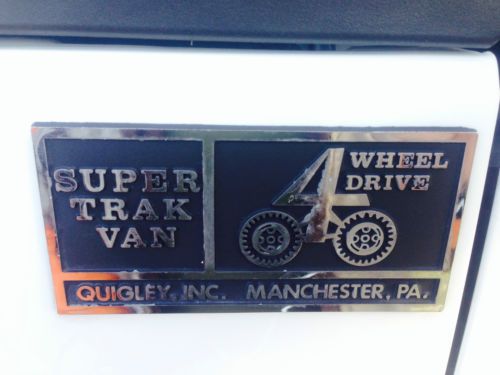 SUPER
TRAK
VAN
4 WHEEL
DRIVE
QUIGLEY, INC. MANCHESTER, PA.